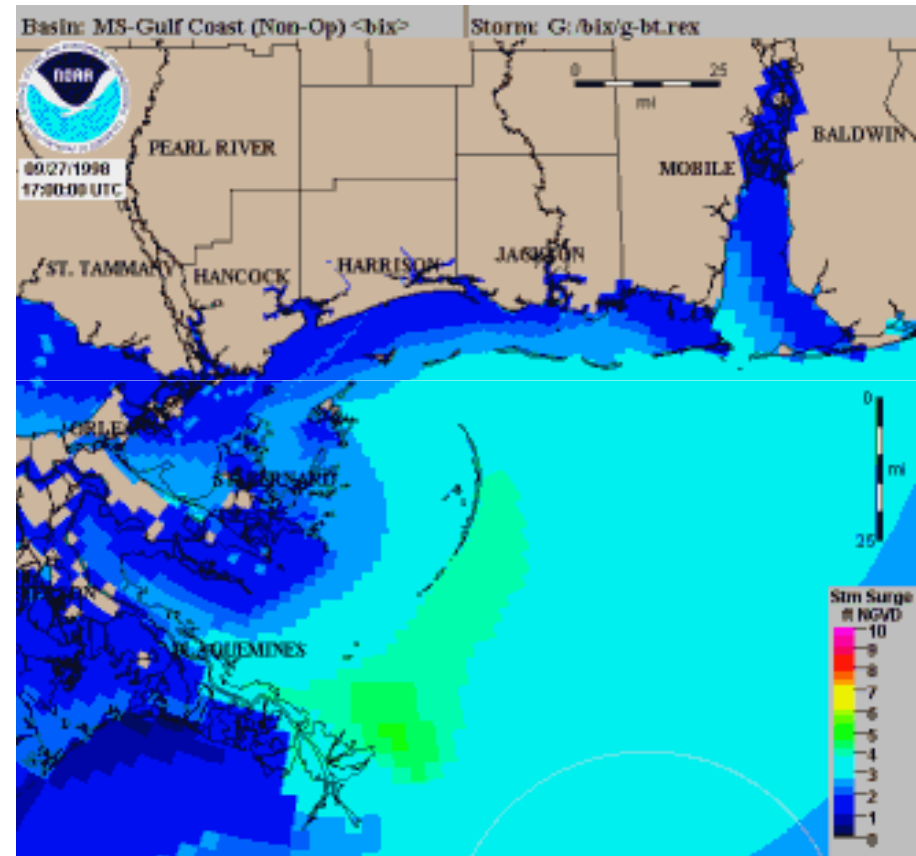 Basin: MS-Gulf Coast (Non-Op) <bix>
Storm: G:/bix/g-bt.rex
NOAA
09/27/1998
17:00:00 UTC
0 25
mi
PEARL RIVER
MOBILE
BALDWIN
ST. TAMMANY
HANCOCK
HARRISON
JACKSON
0
mi
25
ST. BERNARD
PLAQUEMINES
Stm Surge
ft NGVD
10
9
8
7
6
5
4
3
2
1
0